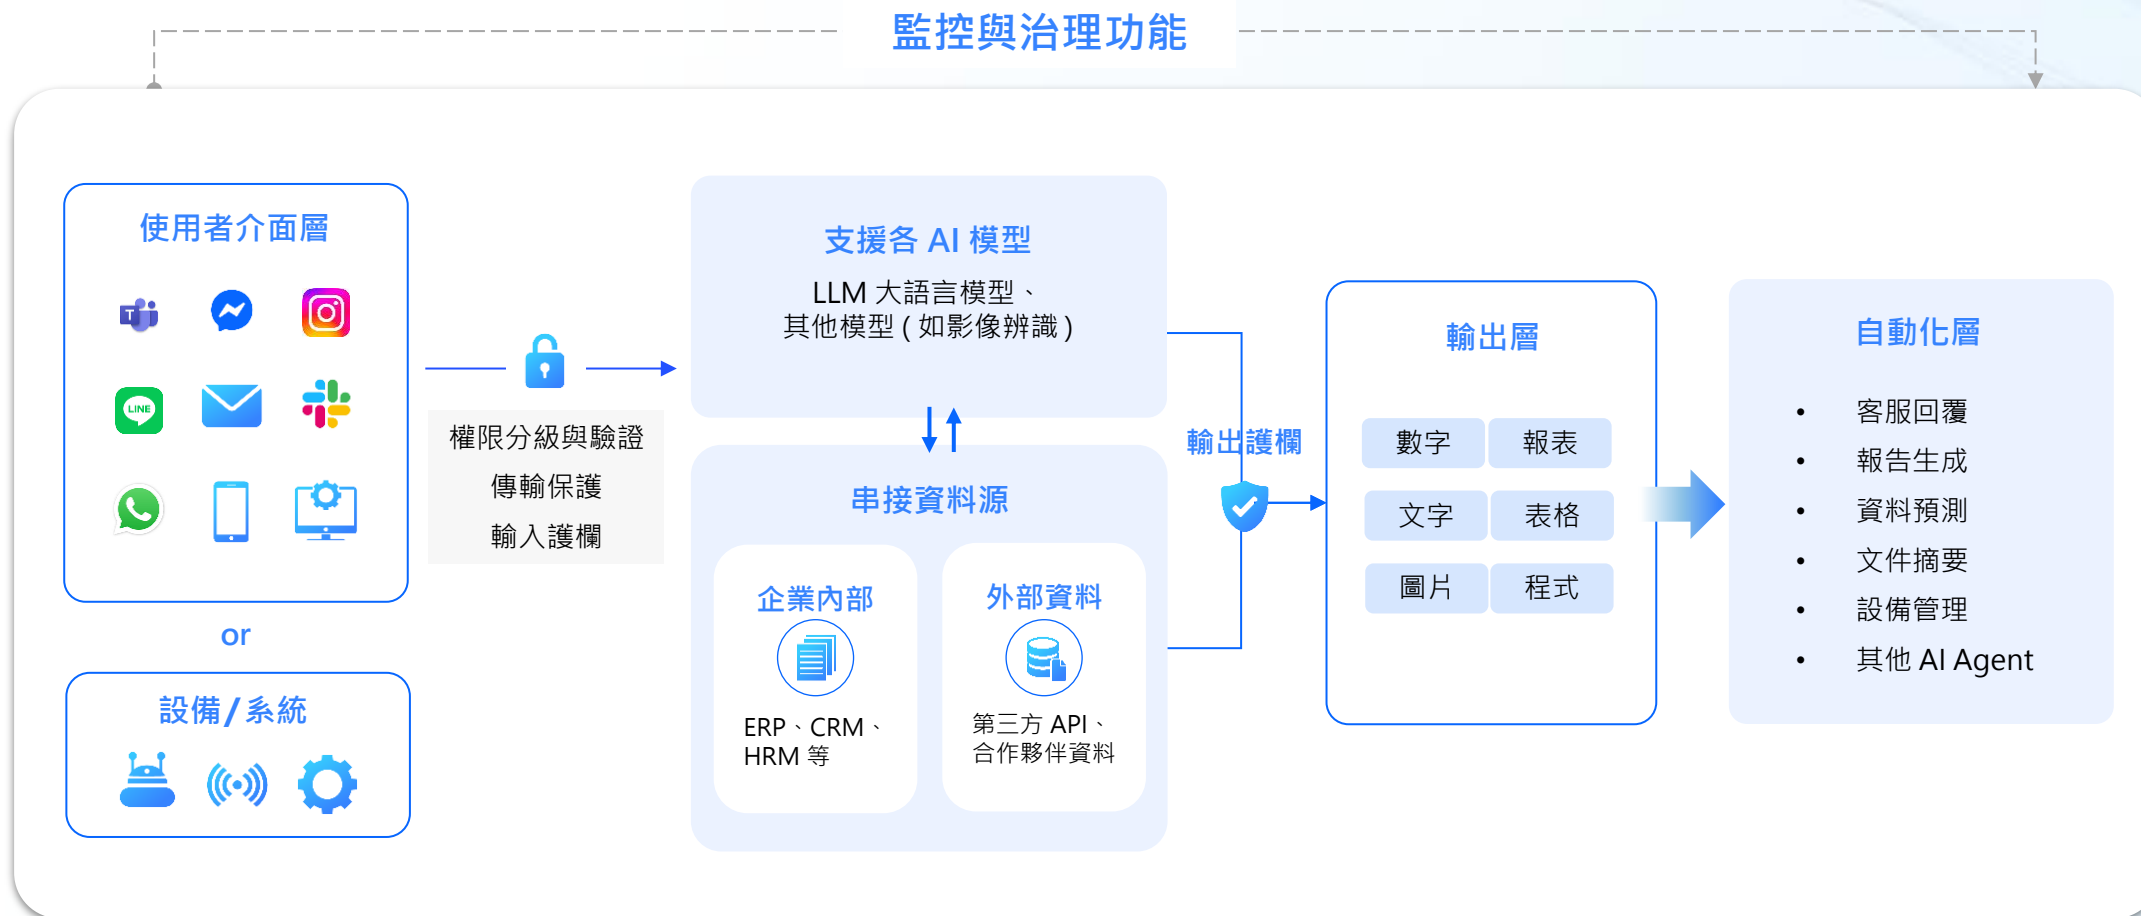 監控與治理功能
使用者介面層
T
LINE
or
設備/系統
權限分級與驗證
傳輸保護
輸入護欄
支援各 AI 模型
LLM 大語言模型、
其他模型 ( 如影像辨識 )
串接資料源
企業內部
ERP、CRM、
HRM 等
外部資料
第三方 API、
合作夥伴資料
輸出護欄
輸出層
數字 報表
文字 表格
圖片 程式
自動化層
• 客服回覆
• 報告生成
• 資料預測
• 文件摘要
• 設備管理
• 其他 AI Agent